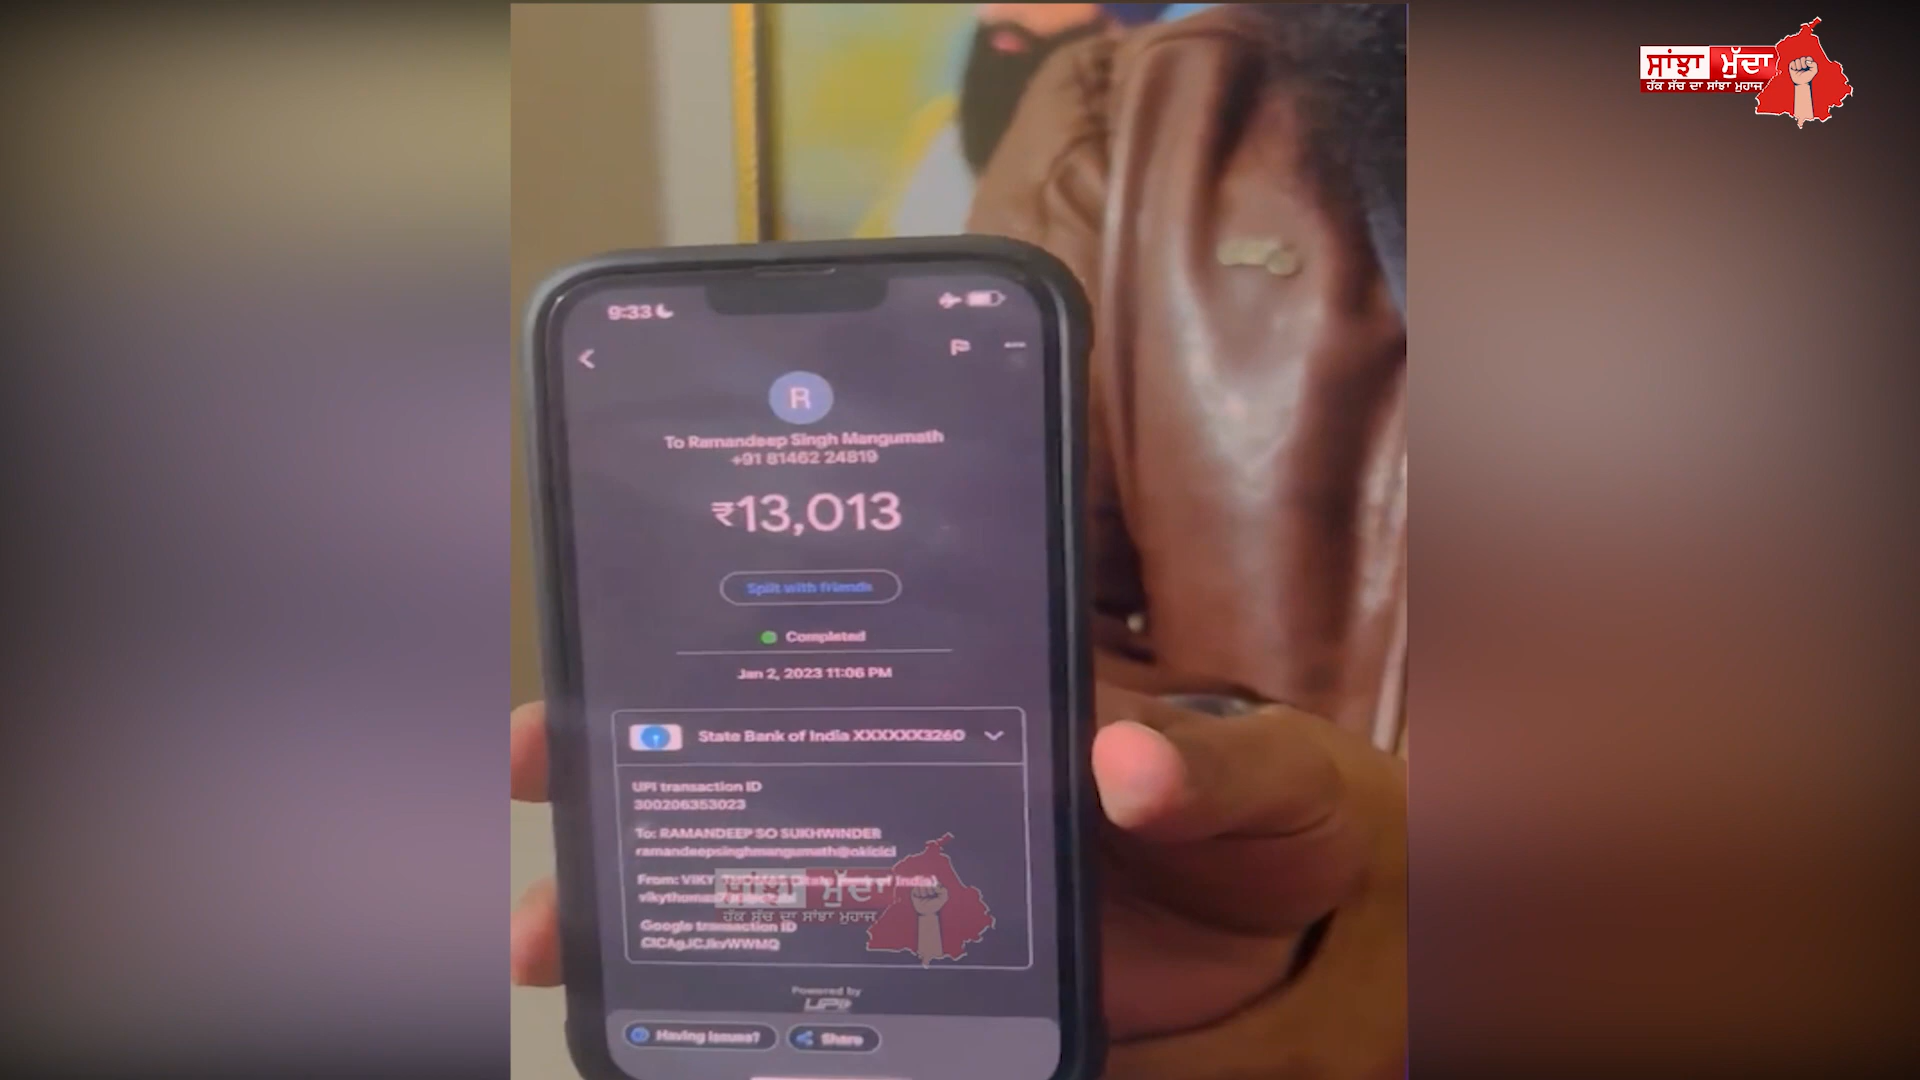 ਸਾਂਝਾ ਮੁੱਦਾ
ਹੱਕ ਸੱਚ ਦਾ ਸਾਂਝਾ ਮੁਹਾਜ਼
9:33
R
To Ramandeep Singh Mangumath
+91 81462 24819
₹13,013
Split with friends
Completed
Jan 2, 2023 11:06 PM
State Bank of India XXXXXX3260
UPI transaction ID
300206353023
To: RAMANDEEP SO SUKHWINDER
ramandeepsinghmangumath@okicici
From: VIKY THOMAS (State Bank of India)
ਸਾਂਝਾ ਮੁੱਦਾ
ਹੱਕ ਸੱਚ ਦਾ ਸਾਂਝਾ ਮੁਹਾਜ਼
Google transaction ID
Powered by
UPI
Having issues?
Share